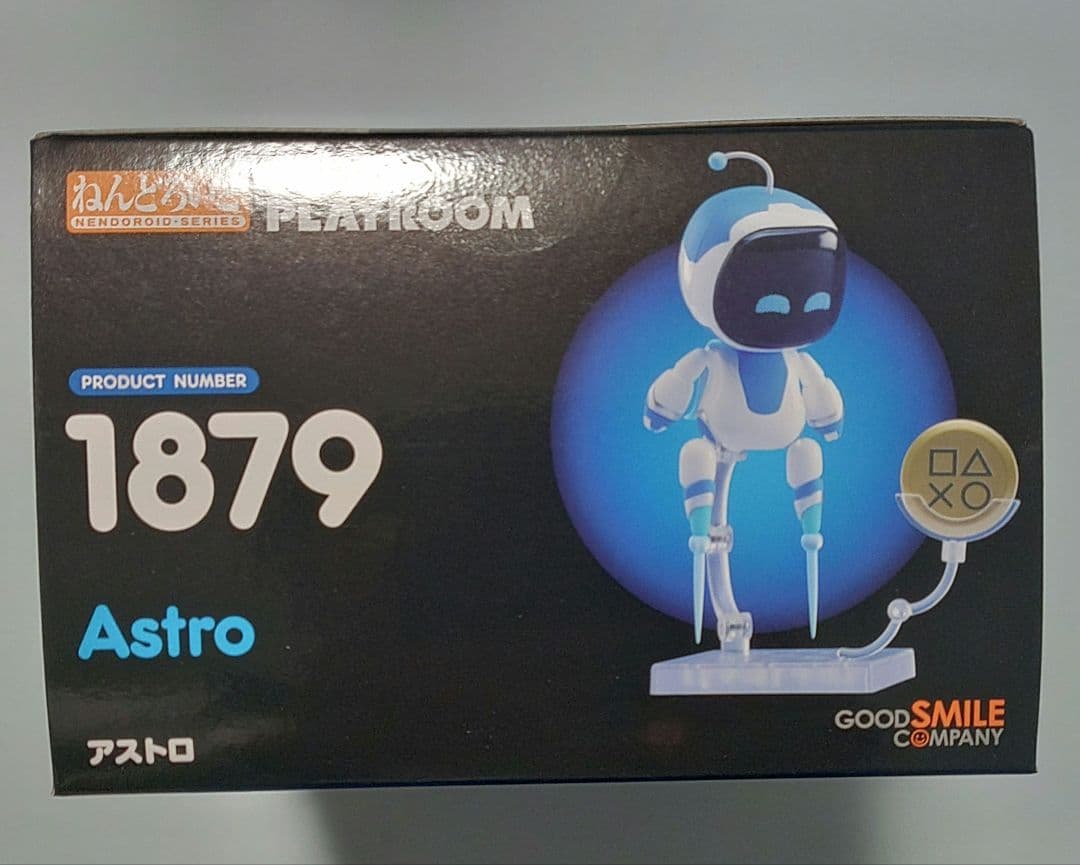 ねんどろいど
NENDOROID·SERIES
PLAYROOM
PRODUCT NUMBER
1879
Astro
アストロ
GOODSMILE
COMPANY